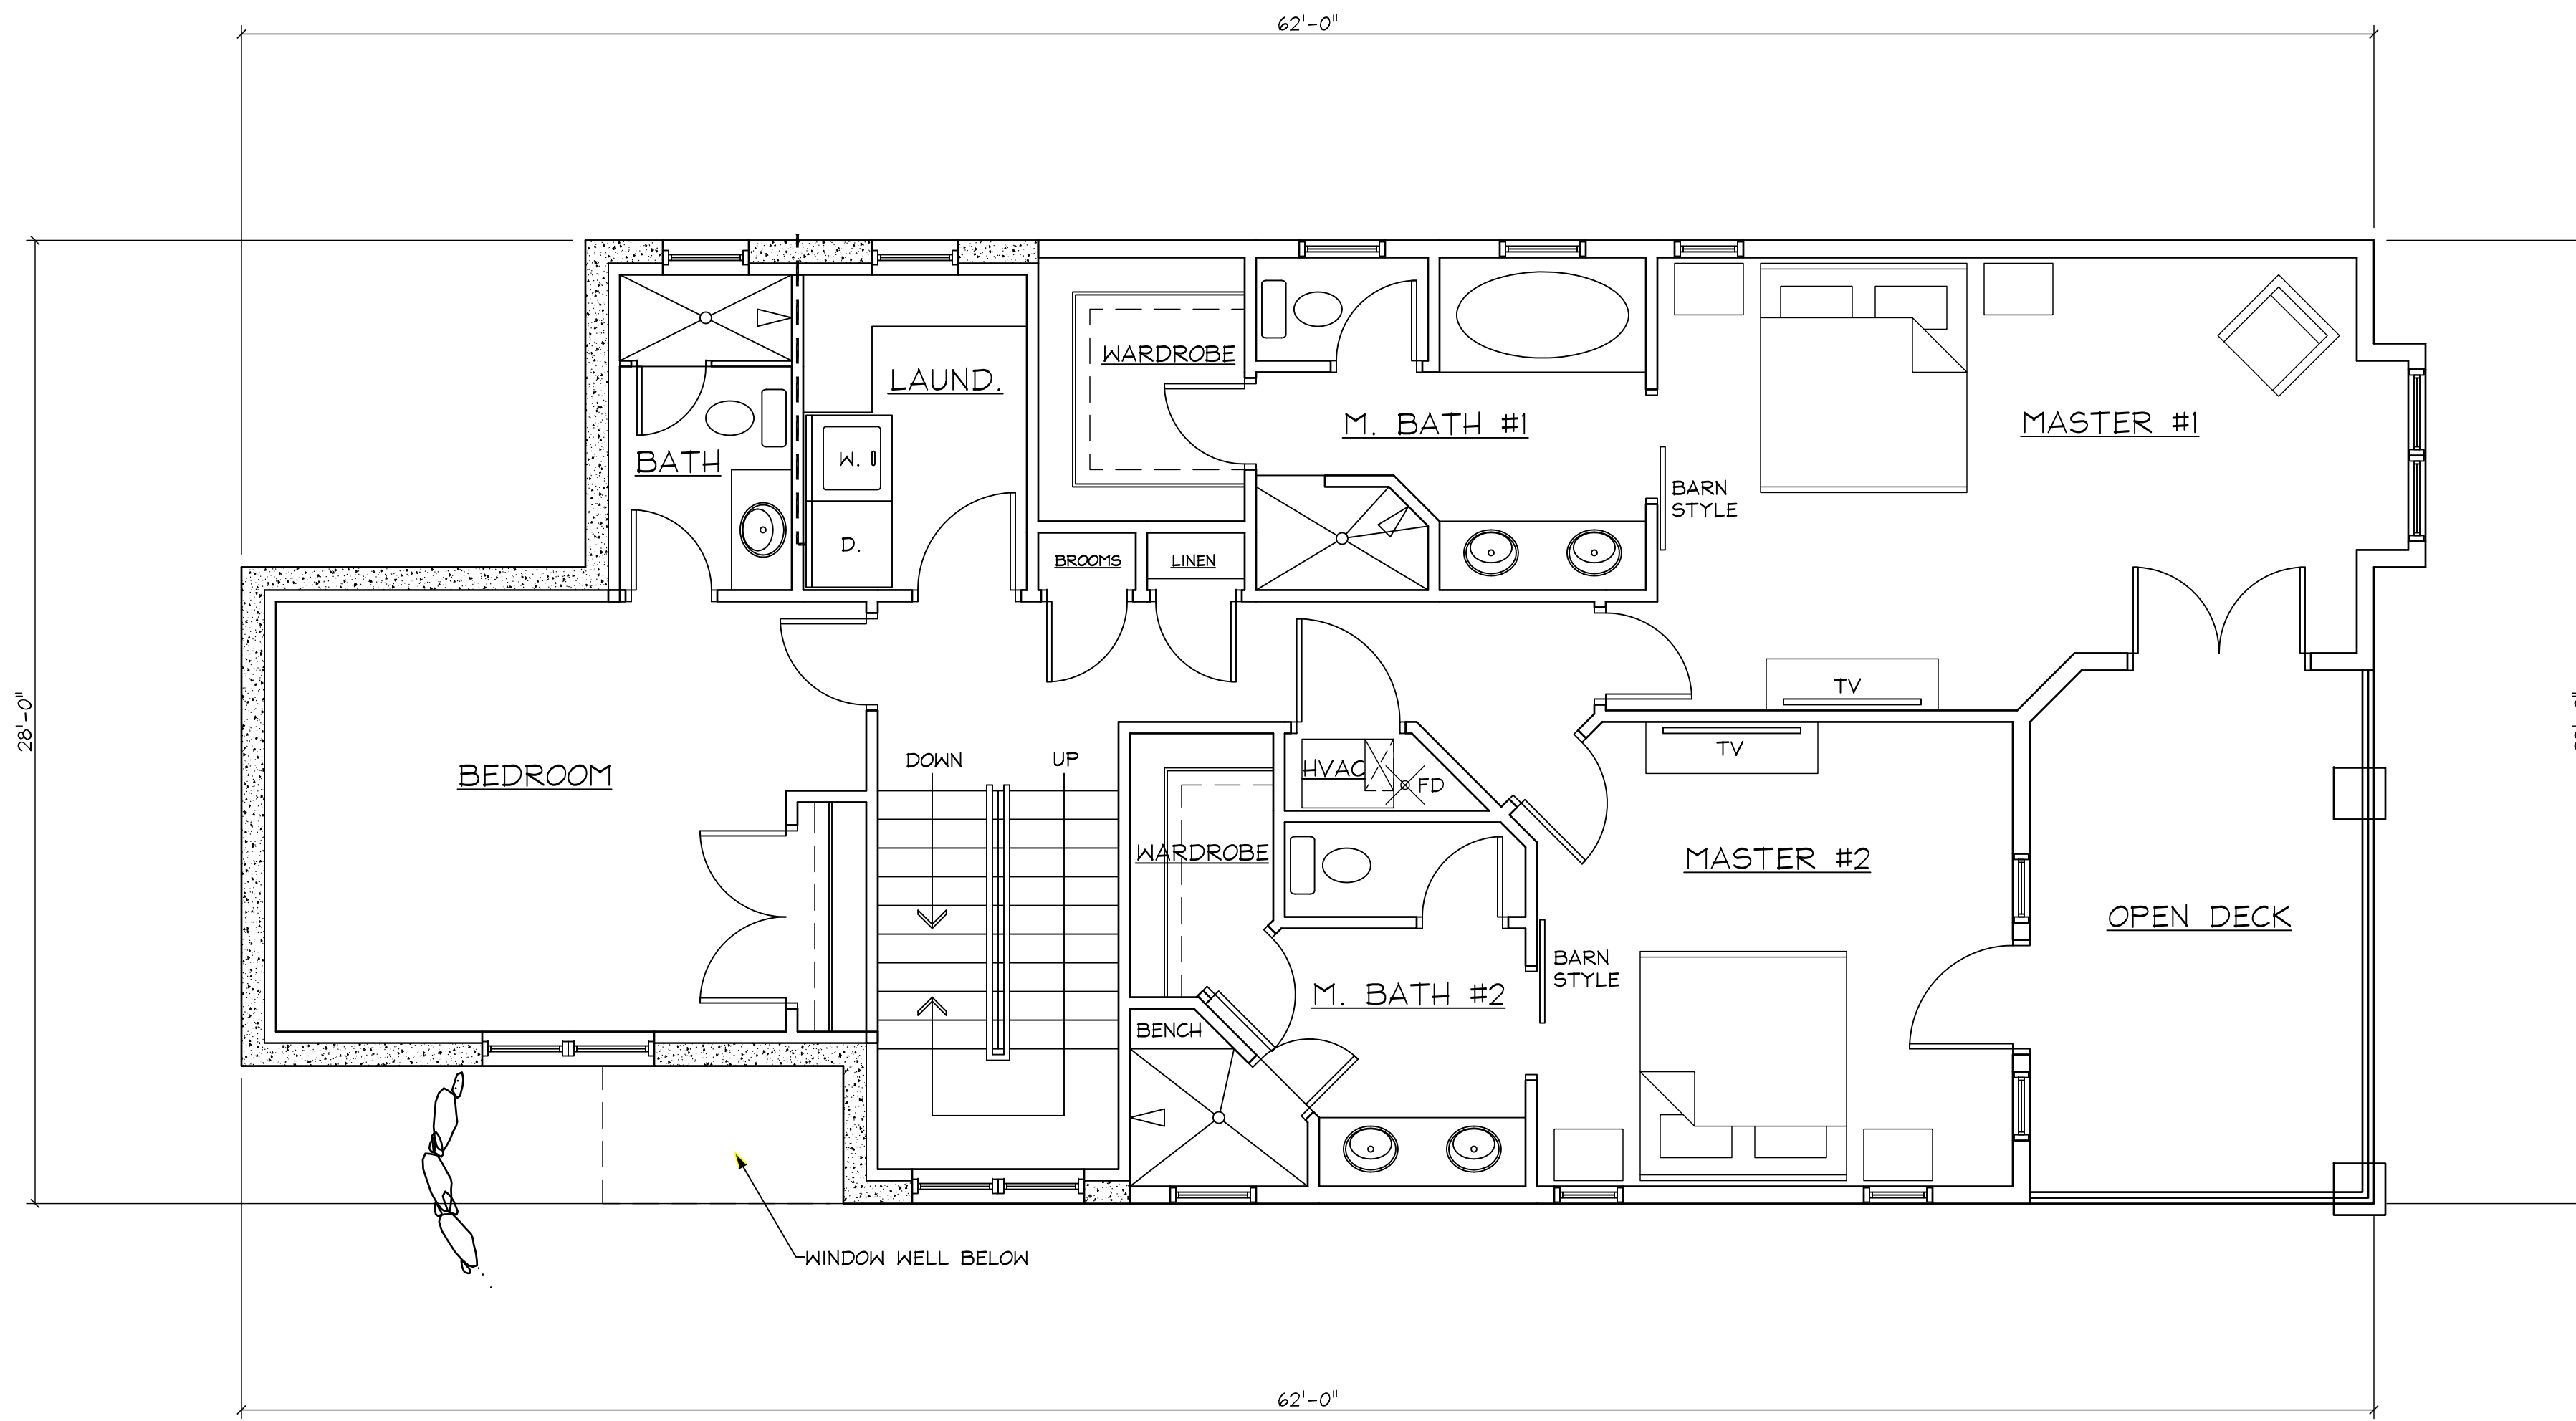 62'-0"
WARDROBE
LAUND.
M. BATH #1
MASTER #1
BATH
W.
BARN
STYLE
D.
BROOMS
LINEN
TV
28'-0"
TV
DOWN
UP
HVAC
FD
BEDROOM
WARDROBE
MASTER #2
OPEN DECK
BARN
STYLE
M. BATH #2
BENCH
WINDOW WELL BELOW
62'-0"